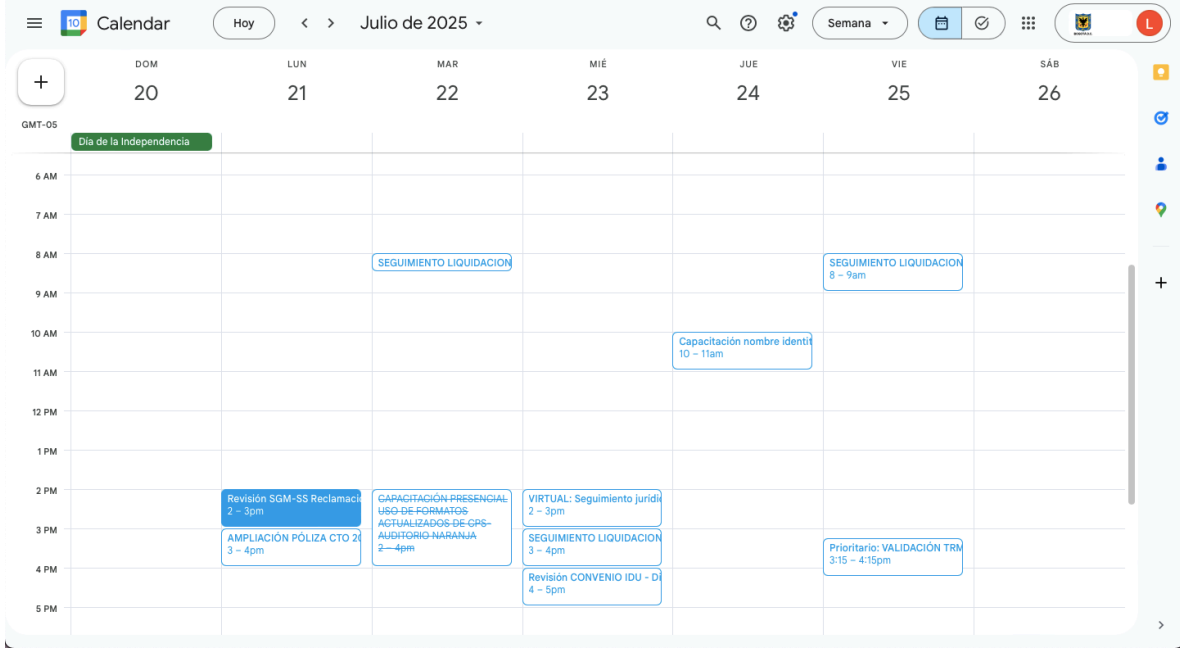 10
Calendar
Hoy
Julio de 2025
Semana
L
DOM
LUN
MAR
MIÉ
JUE
VIE
SÁB
20
21
22
23
24
25
26
GMT-05
Día de la Independencia
6 AM
7 AM
8 AM
9 AM
10 AM
11 AM
12 PM
1 PM
2 PM
3 PM
4 PM
5 PM
Revisión SGM-SS Reclamació
2 – 3pm
AMPLIACIÓN PÓLIZA CTO 20
3 – 4pm
SEGUIMIENTO LIQUIDACION
CAPACITACIÓN PRESENCIAL
USO DE FORMATOS
ACTUALIZADOS DE CPS-
AUDITORIO NARANJA
2 – 4pm
VIRTUAL: Seguimiento jurídic
2 – 3pm
SEGUIMIENTO LIQUIDACION
3 – 4pm
Revisión CONVENIO IDU - DI
4 – 5pm
Capacitación nombre identit
10 – 11am
SEGUIMIENTO LIQUIDACION
8 – 9am
Prioritario: VALIDACIÓN TRM
3:15 – 4:15pm